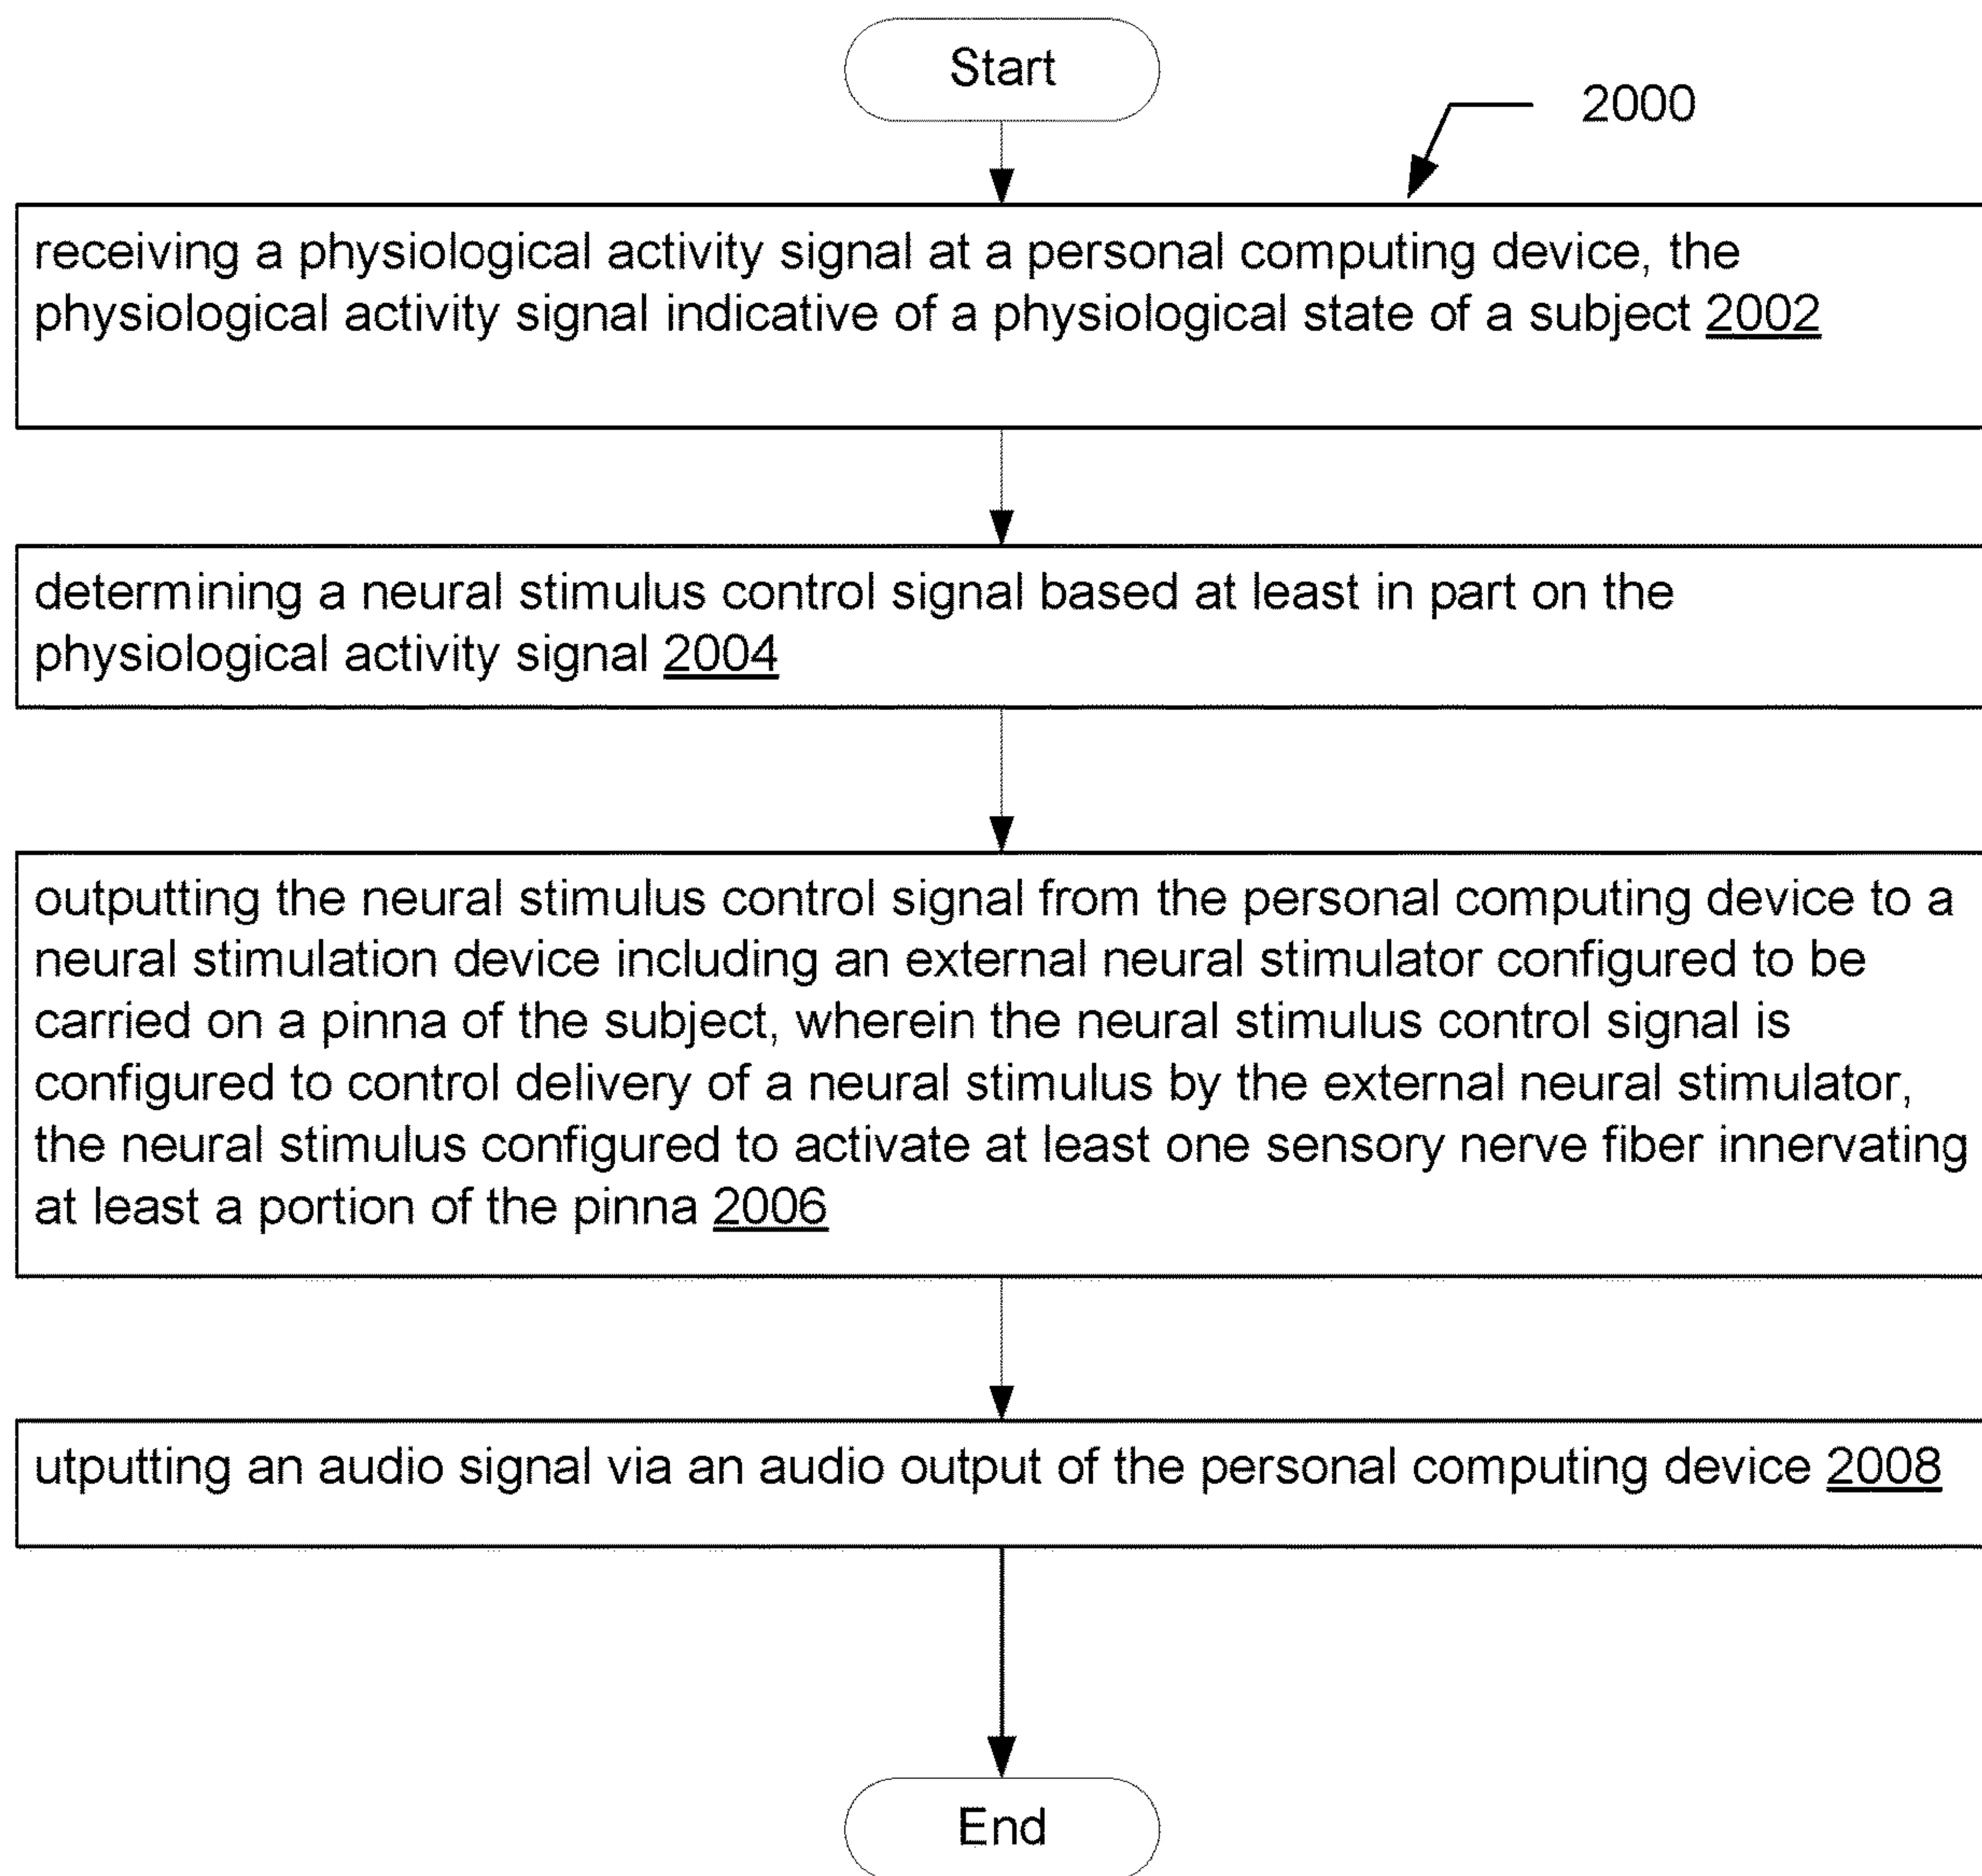 Start
2000
receiving a physiological activity signal at a personal computing device, the
physiological activity signal indicative of a physiological state of a subject 2002
determining a neural stimulus control signal based at least in part on the
physiological activity signal 2004
outputting the neural stimulus control signal from the personal computing device to a
neural stimulation device including an external neural stimulator configured to be
carried on a pinna of the subject, wherein the neural stimulus control signal is
configured to control delivery of a neural stimulus by the external neural stimulator,
the neural stimulus configured to activate at least one sensory nerve fiber innervating
at least a portion of the pinna 2006
utputting an audio signal via an audio output of the personal computing device 2008
End